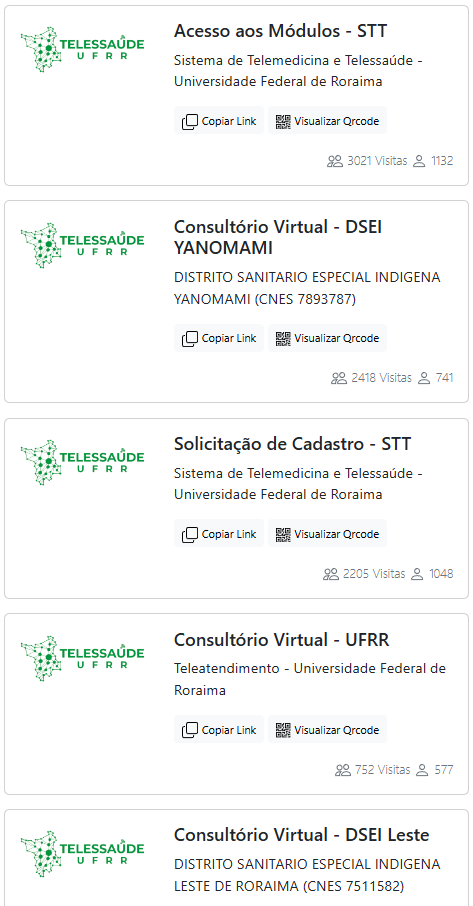 TELESSAÚDE
UFRR
Acesso aos Módulos - STT
Sistema de Telemedicina e Telessaúde -
Universidade Federal de Roraima
Copiar Link Visualizar Qrcode
3021 Visitas 1132
TELESSAÚDE
UFRR
Consultório Virtual - DSEI
YANOMAMI
DISTRITO SANITARIO ESPECIAL INDIGENA
YANOMAMI (CNES 7893787)
Copiar Link Visualizar Qrcode
2418 Visitas 741
TELESSAÚDE
UFRR
Solicitação de Cadastro - STT
Sistema de Telemedicina e Telessaúde -
Universidade Federal de Roraima
Copiar Link Visualizar Qrcode
2205 Visitas 1048
TELESSAÚDE
UFRR
Consultório Virtual - UFRR
Teleatendimento - Universidade Federal de
Roraima
Copiar Link Visualizar Qrcode
752 Visitas 577
TELESSAÚDE
UFRR
Consultório Virtual - DSEI Leste
DISTRITO SANITARIO ESPECIAL INDIGENA
LESTE DE RORAIMA (CNES 7511582)